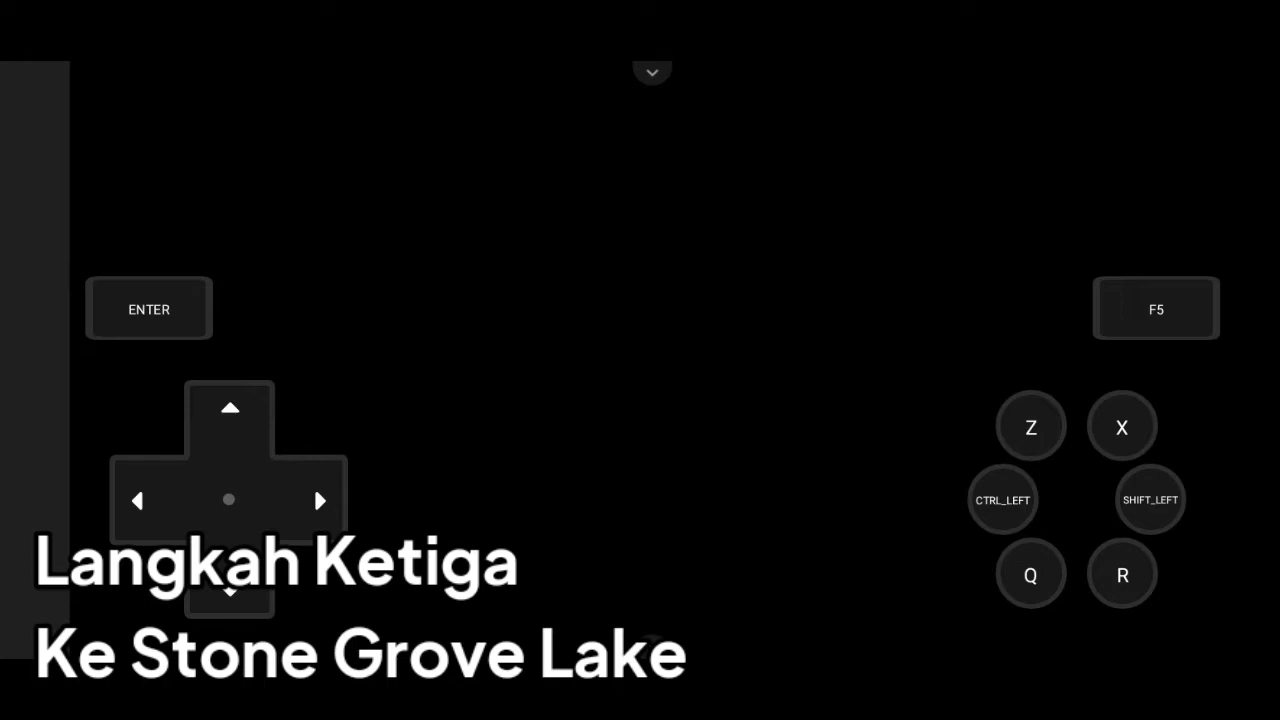 ENTER
F5
Z
X
CTRL_LEFT
SHIFT_LEFT
Q
R
Langkah Ketiga
Ke Stone Grove Lake